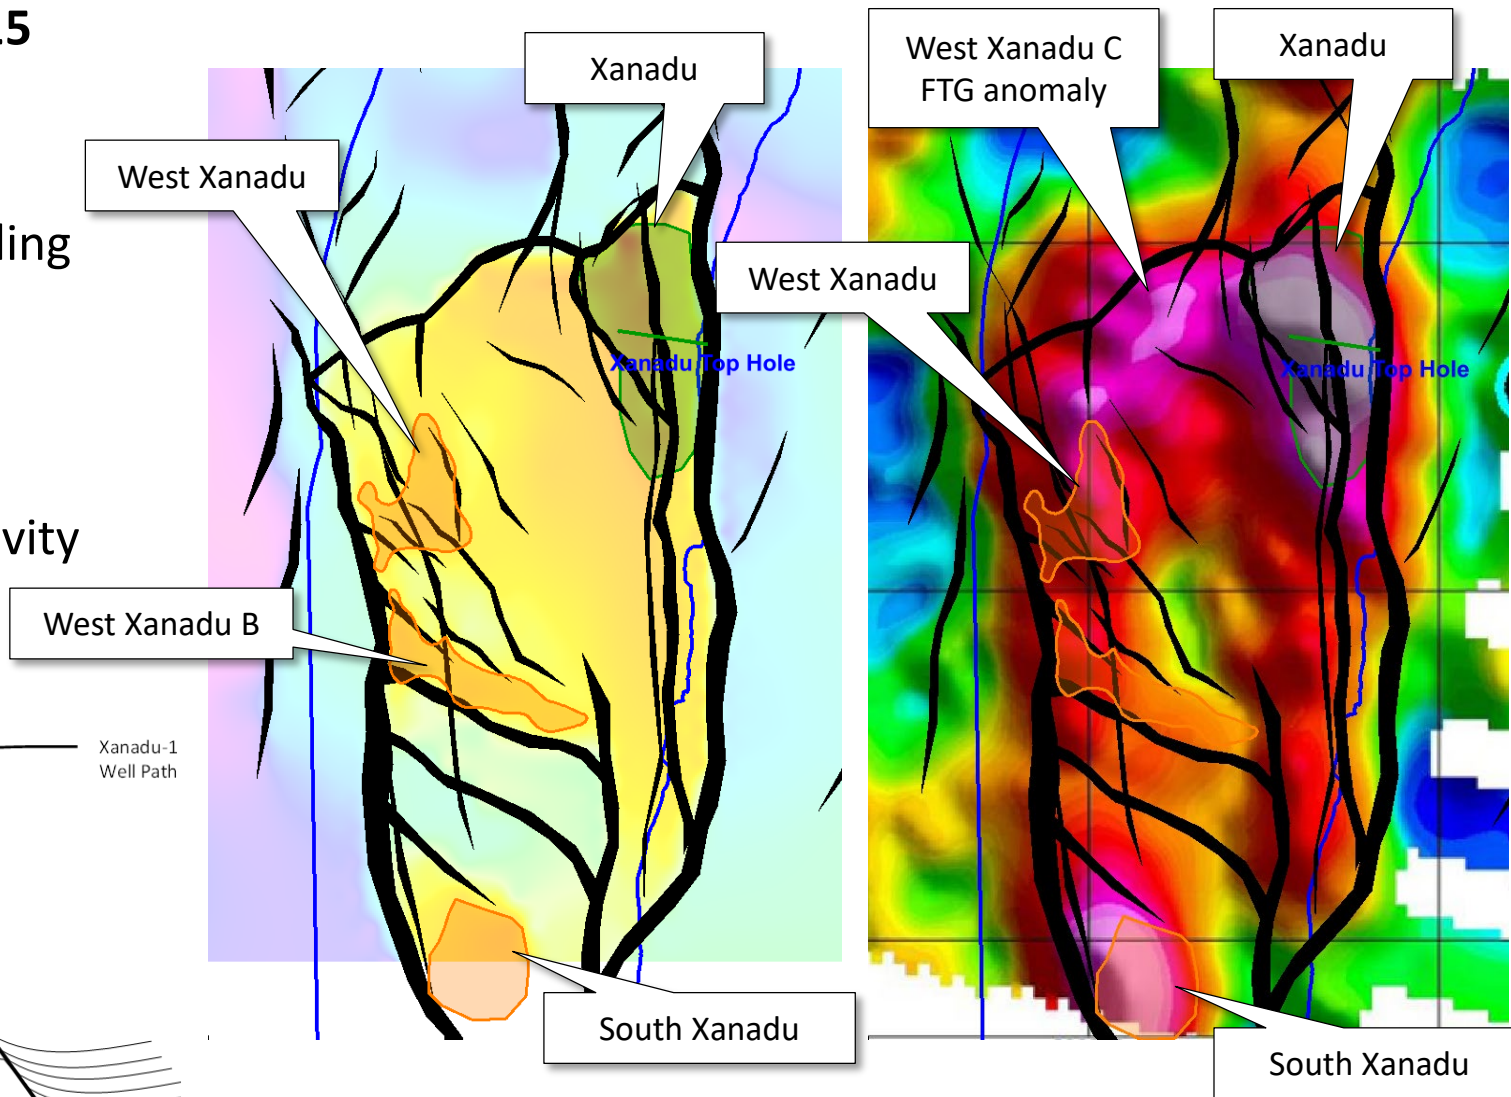 15
ling
vity
Xanadu
West Xanadu
West Xanadu B
Xanadu Top Hole
South Xanadu
Xanadu-1
Well Path
West Xanadu C
FTG anomaly
Xanadu
West Xanadu
Xanadu Top Hole
South Xanadu